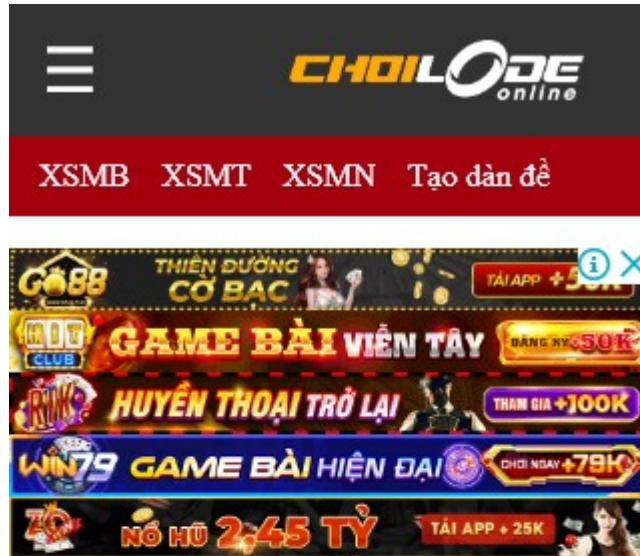 CHOILODE
online
XSMB XSMT XSMN Tạo dàn đề
GO88 THIÊN ĐƯỜNG CỜ BẠC TẢI APP
HIT CLUB GAME BÀI VIỄN TÂY ĐĂNG KÝ +50K
RIK HUYỀN THOẠI TRỞ LẠI THAM GIA +100K
WIN79 GAME BÀI HIỆN ĐẠI CHƠI NGAY +79K
NỔ HŨ 2,45 TỶ TẢI APP + 25K